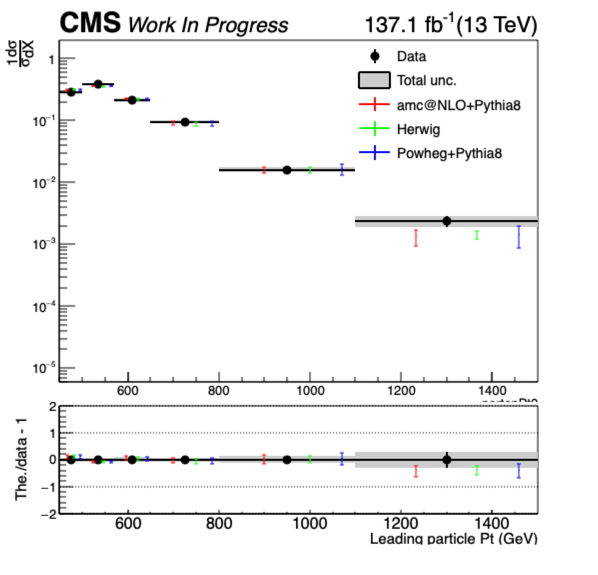 CMS Work In Progress 137.1 fb⁻¹(13 TeV)
1dσ
σdX
Data
Total unc.
amc@NLO+Pythia8
Herwig
Powheg+Pythia8
1
10⁻¹
10⁻²
10⁻³
10⁻⁴
10⁻⁵
600 800 1000 1200 1400
The./data - 1
2
1
0
−1
−2
600 800 1000 1200 1400
Leading particle Pt (GeV)